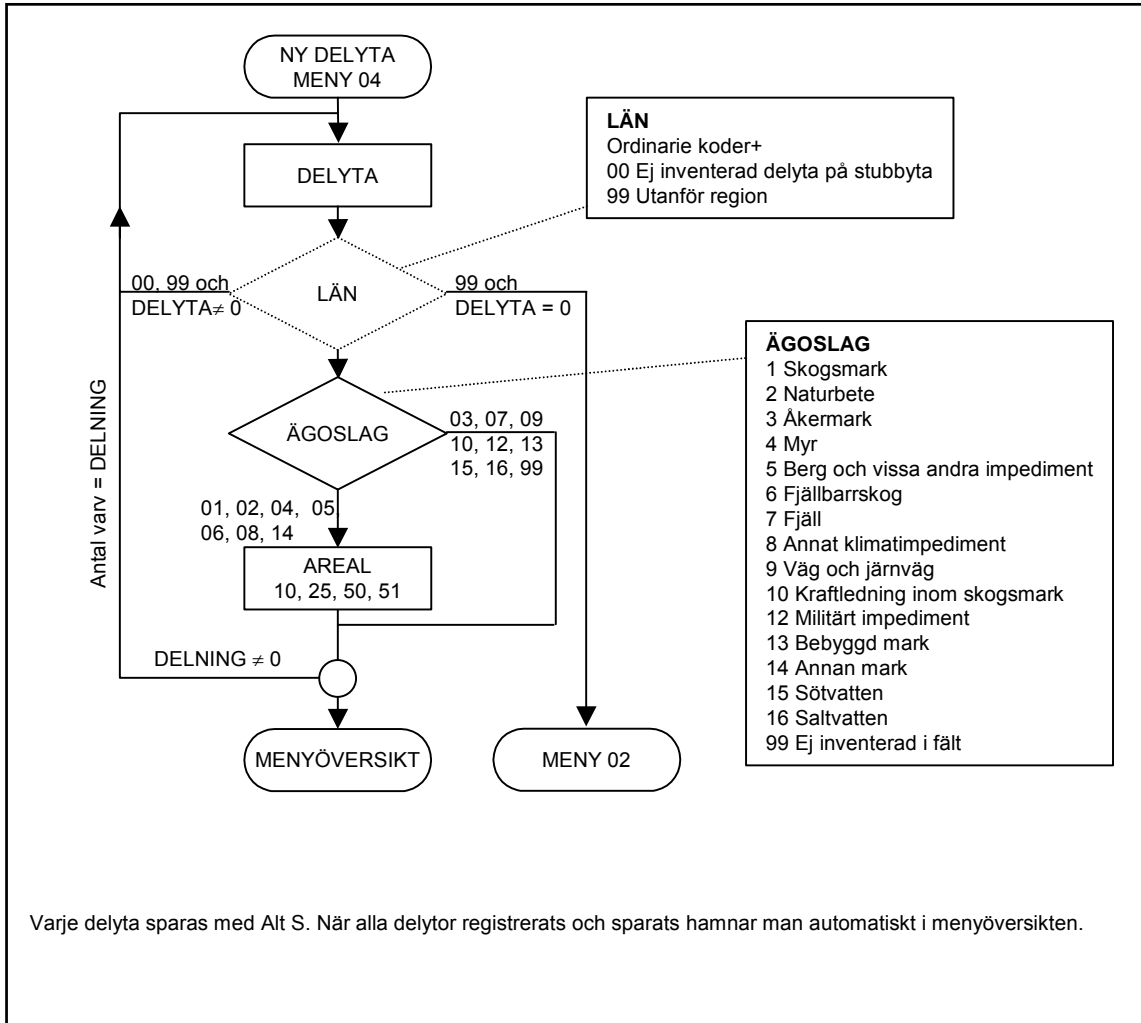 NY DELYTA
MENY 04
DELYTA
LÄN
Ordinarie koder+
00 Ej inventerad delyta på stubbyta
99 Utanför region
00, 99 och
DELYTA≠ 0
LÄN
99 och
DELYTA = 0
ÄGOSLAG
1 Skogsmark
2 Naturbete
3 Åkermark
4 Myr
5 Berg och vissa andra impediment
6 Fjällbarrskog
7 Fjäll
8 Annat klimatimpediment
9 Väg och järnväg
10 Kraftledning inom skogsmark
12 Militärt impediment
13 Bebyggd mark
14 Annan mark
15 Sötvatten
16 Saltvatten
99 Ej inventerad i fält
Antal varv = DELNING
ÄGOSLAG
03, 07, 09
10, 12, 13
15, 16, 99
01, 02, 04, 05,
06, 08, 14
AREAL
10, 25, 50, 51
DELNING ≠ 0
MENYÖVERSIKT
MENY 02
Varje delyta sparas med Alt S. När alla delytor registrerats och sparats hamnar man automatiskt i menyöversikten.